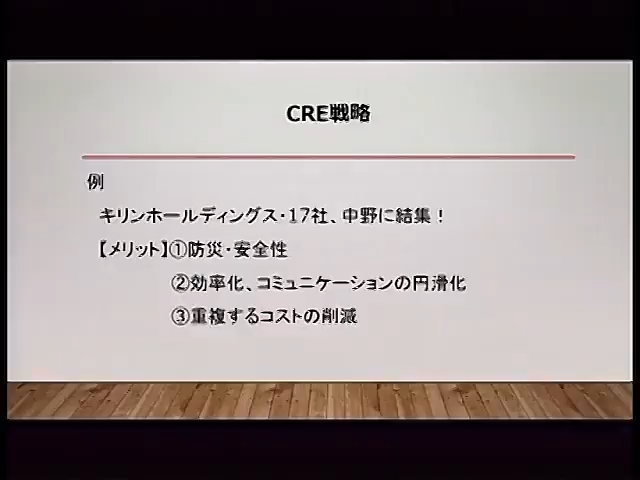 CRE戦略
例
キリンホールディングス・17社、中野に結集！
【メリット】①防災・安全性
②効率化、コミュニケーションの円滑化
③重複するコストの削減